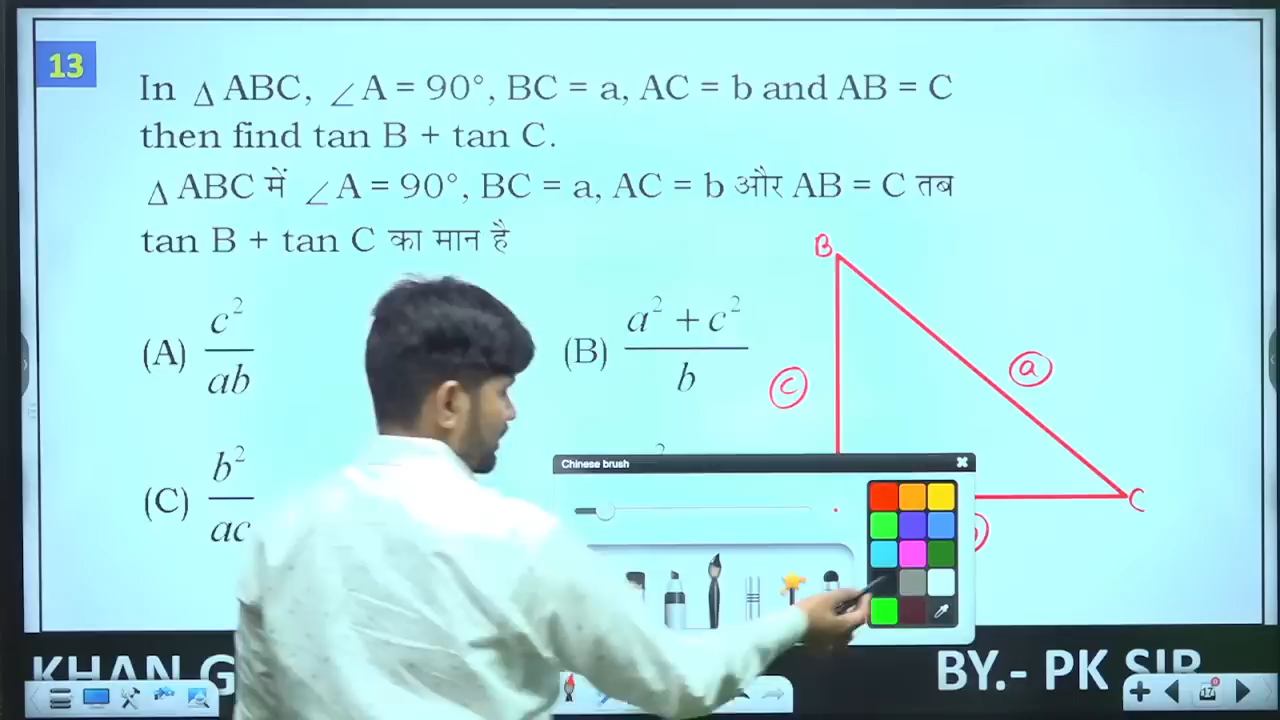 13
In △ ABC, ∠A = 90°, BC = a, AC = b and AB = C
then find tan B + tan C.
△ ABC में ∠A = 90°, BC = a, AC = b और AB = C तब
tan B + tan C का मान है
(A) c²/ab
(B) a² + c²/b
(C) b²/ac
B
c
a
C
Chinese brush
KHAN G
BY.- PK SIR
17